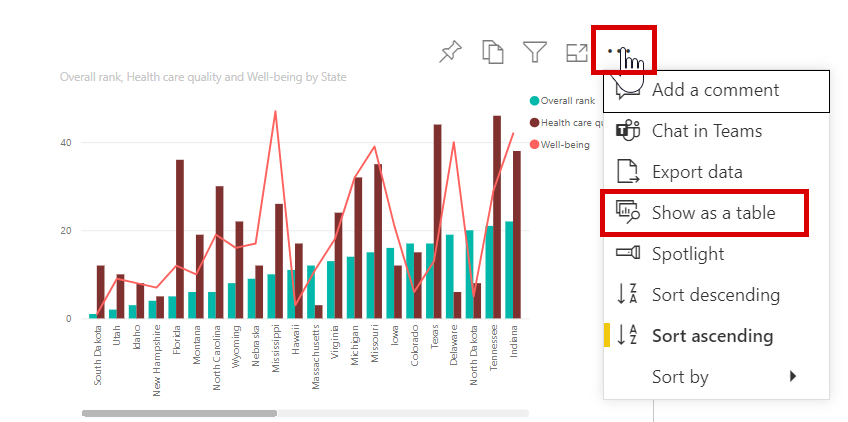 Overall rank, Health care quality and Well-being by State
Overall rank
Health care qu
Well-being
40
20
0
South Dakota
Utah
Idaho
New Hampshire
Florida
Montana
North Carolina
Wyoming
Nebraska
Mississippi
Hawaii
Massachusetts
Virginia
Michigan
Missouri
Iowa
Colorado
Texas
Delaware
North Dakota
Tennessee
Indiana
Add a comment
Chat in Teams
Export data
Show as a table
Spotlight
Sort descending
Sort ascending
Sort by